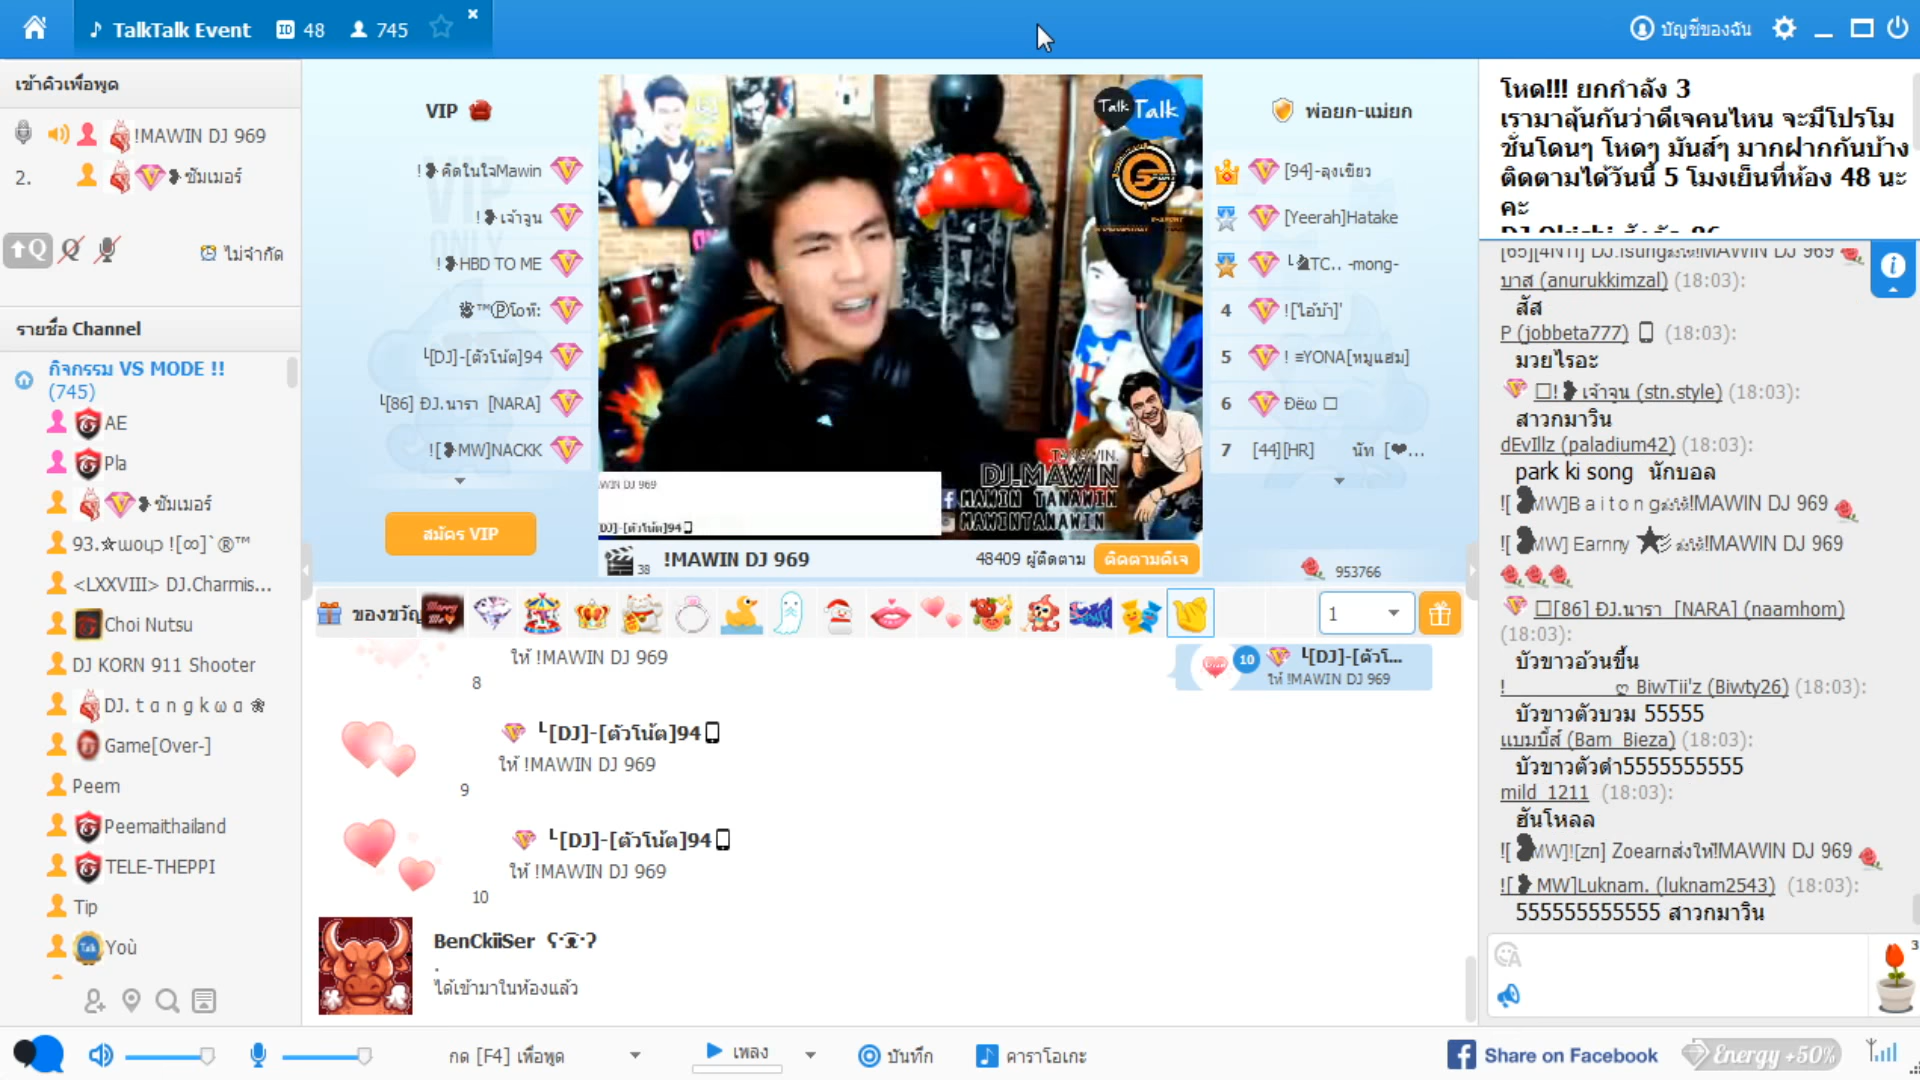 TalkTalk Event
48
745
บัญชีของฉัน
เข้าคิวเพื่อพูด
!MAWIN DJ 969
2.
ซัมเมอร์
Q
ไม่จำกัด
รายชื่อ Channel
กิจกรรม VS MODE !!
(745)
AE
Pla
ซัมเมอร์
<LXXVIII> DJ.Charmis...
Choi Nutsu
DJ KORN 911 Shooter
DJ. t a n g k ω a
Game[Over-]
Peem
Peemaithailand
TELE-THEPPI
Tip
Yoù
VIP
!คิดในใจMawin
!เจ้าจูน
!HBD TO ME
™Ⓟโอที:
└[DJ]-[ตัวโน้ต]94
└[86] ĐJ.นารา [NARA]
![MW]NACKK
สมัคร VIP
Talk Talk
TANAWIN.
DJ.MAWIN
MAWIN TANAWIN
MAWINTANAWIN
[DJ]-[ตัวโน้ต]94
38
!MAWIN DJ 969
48409 ผู้ติดตาม
ติดตามดีเจ
พ่อยก-แม่ยก
[94]-ลุงเขียว
[Yeerah]Hatake
└TC.. -mong-
4
!['ไอ้บ้า]'
5
! ≡YONA[หมูแฮม]
6
Đëω □
7
[44][HR] นัท [❤...
953766
ของขวัญ
1
ให้ !MAWIN DJ 969
8
10
└[DJ]-[ตัวโ...
ให้ !MAWIN DJ 969
└[DJ]-[ตัวโน้ต]94
ให้ !MAWIN DJ 969
9
└[DJ]-[ตัวโน้ต]94
ให้ !MAWIN DJ 969
10
BenCkiiSer
.
ได้เข้ามาในห้องแล้ว
โหด!!! ยกกำลัง 3
เรามาลุ้นกันว่าดีเจคนไหน จะมีโปรโม
ชั่นโดนๆ โหดๆ มันส์ๆ มากฝากกันบ้าง
ติดตามได้วันนี้ 5 โมงเย็นที่ห้อง 48 นะ
คะ
บาส (anurukkimzal) (18:03):
สัส
P (jobbeta777) (18:03):
มวยไรอะ
□!เจ้าจูน (stn.style) (18:03):
สาวกมาวิน
dEvIllz (paladium42) (18:03):
park ki song นักบอล
![MW]B a i t o n gส่งให้!MAWIN DJ 969
![MW] Earnny ★彡 ส่งให้!MAWIN DJ 969
□[86] ĐJ.นารา [NARA] (naamhom)
(18:03):
บัวขาวอ้วนขึ้น
! ღ BiwTii'z (Biwty26) (18:03):
บัวขาวตัวบวม 55555
แบมบี้ส์ (Bam_Bieza) (18:03):
บัวขาวตัวดำ5555555555
mild_1211 (18:03):
ฮันโหลล
![MW]![zπ] Zoearnส่งให้!MAWIN DJ 969
![MW]Luknam. (luknam2543) (18:03):
555555555555 สาวกมาวิน
3
กด [F4] เพื่อพูด
เพลง
บันทึก
คาราโอเกะ
Share on Facebook
Energy +50%